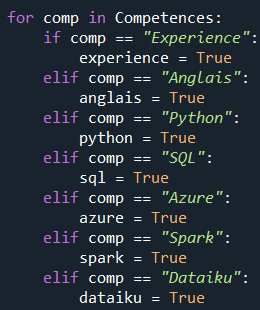 for comp in Competences:
    if comp == "Experience":
        experience = True
    elif comp == "Anglais":
        anglais = True
    elif comp == "Python":
        python = True
    elif comp == "SQL":
        sql = True
    elif comp == "Azure":
        azure = True
    elif comp == "Spark":
        spark = True
    elif comp == "Dataiku":
        dataiku = True